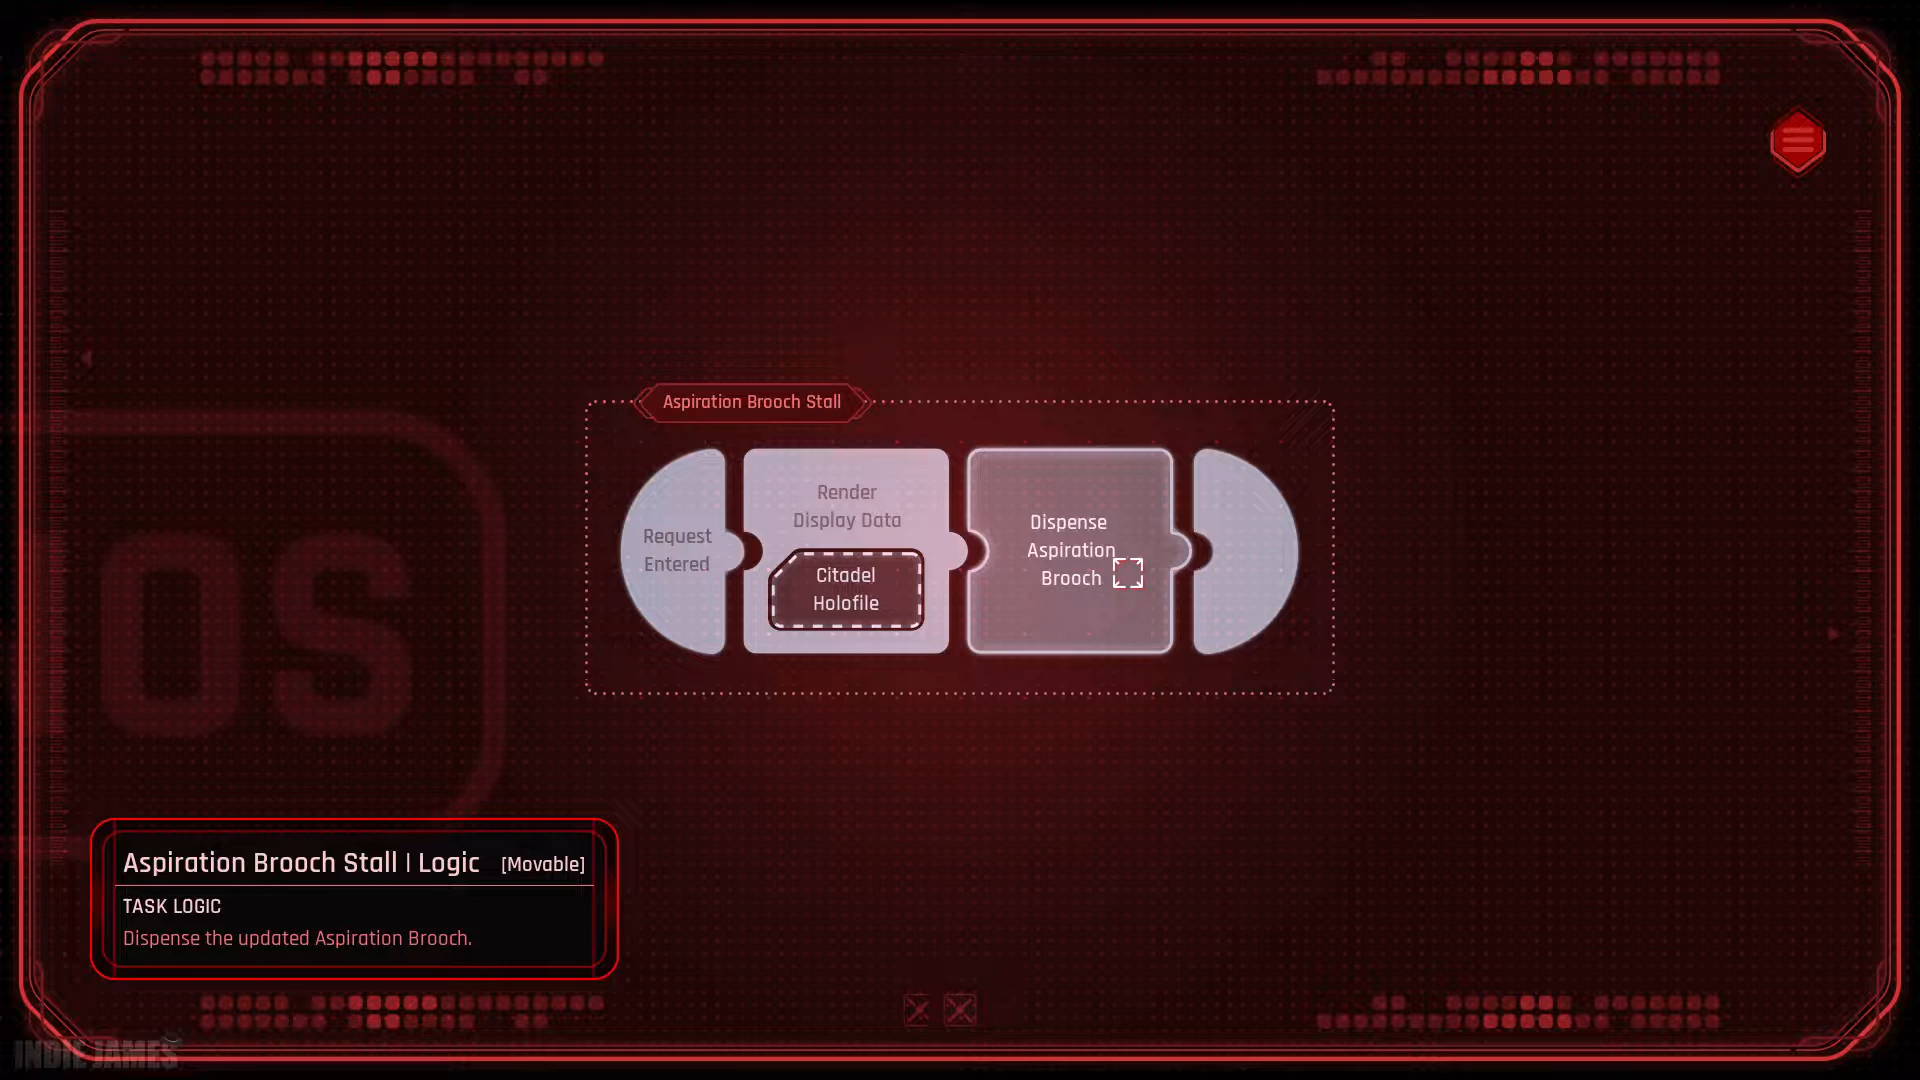 Aspiration Brooch Stall
Request
Entered
Render
Display Data
Citadel
Holofile
Dispense
Aspiration
Brooch
OS
Aspiration Brooch Stall | Logic [Movable]
TASK LOGIC
Dispense the updated Aspiration Brooch.
INDIE JAMES